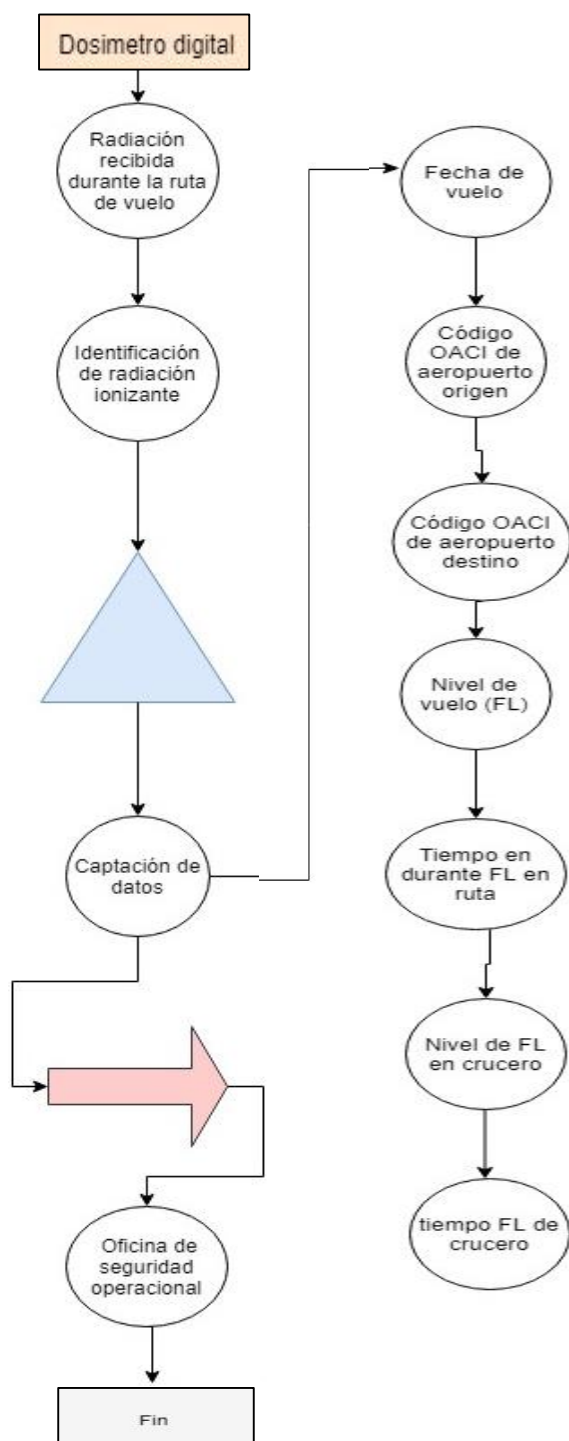 Dosimetro digital
Radiación
recibida
durante la ruta
de vuelo
Identificación
de radiación
ionizante
Captación de
datos
Oficina de
seguridad
operacional
Fin
Fecha de
vuelo
Código
OACI de
aeropuerto
origen
Código OACI
de aeropuerto
destino
Nivel de
vuelo (FL)
Tiempo en
durante FL en
ruta
Nivel de FL
en crucero
tiempo FL de
crucero